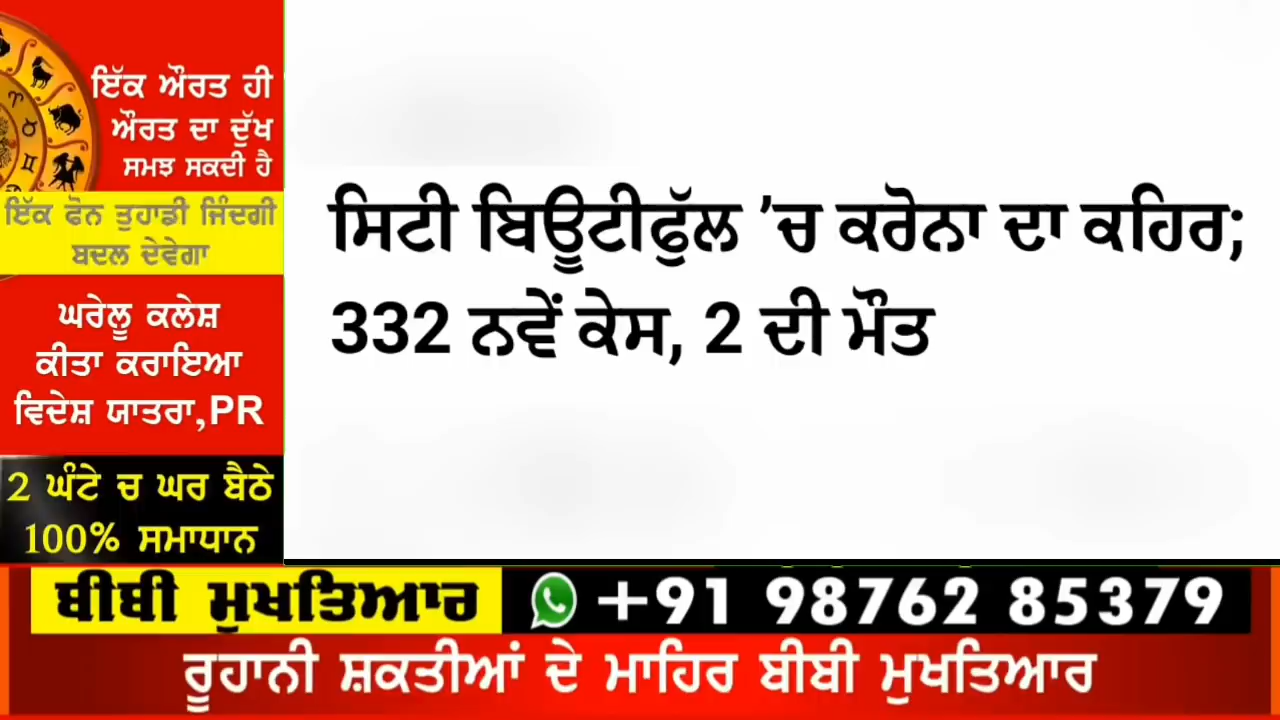 ਇੱਕ ਔਰਤ ਹੀ
ਔਰਤ ਦਾ ਦੁੱਖ
ਸਮਝ ਸਕਦੀ ਹੈ
ਇੱਕ ਫੋਨ ਤੁਹਾਡੀ ਜਿੰਦਗੀ
ਬਦਲ ਦੇਵੇਗਾ
ਘਰੇਲੂ ਕਲੇਸ਼
ਕੀਤਾ ਕਰਾਇਆ
ਵਿਦੇਸ਼ ਯਾਤਰਾ,PR
2 ਘੰਟੇ ਚ ਘਰ ਬੈਠੇ
100% ਸਮਾਧਾਨ
ਸਿਟੀ ਬਿਊਟੀਫੁੱਲ ’ਚ ਕਰੋਨਾ ਦਾ ਕਹਿਰ;
332 ਨਵੇਂ ਕੇਸ, 2 ਦੀ ਮੌਤ
ਬੀਬੀ ਮੁਖਤਿਆਰ +91 98762 85379
ਰੂਹਾਨੀ ਸ਼ਕਤੀਆਂ ਦੇ ਮਾਹਿਰ ਬੀਬੀ ਮੁਖਤਿਆਰ